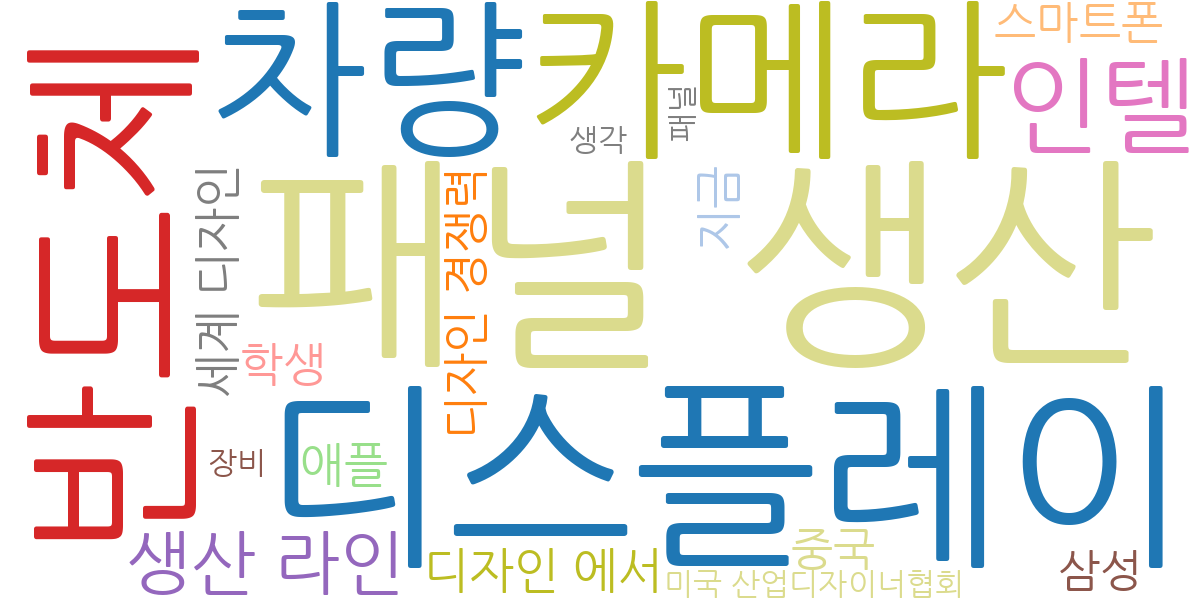 차량
카메라
스마트폰
인텔
반도체
생각
패널
세계 디자인
패널 생산
디자인 경쟁력
지금
학생
디스플레이
장비
애플
생산 라인
디자인 에서
중국
미국 산업디자이너협회
삼성